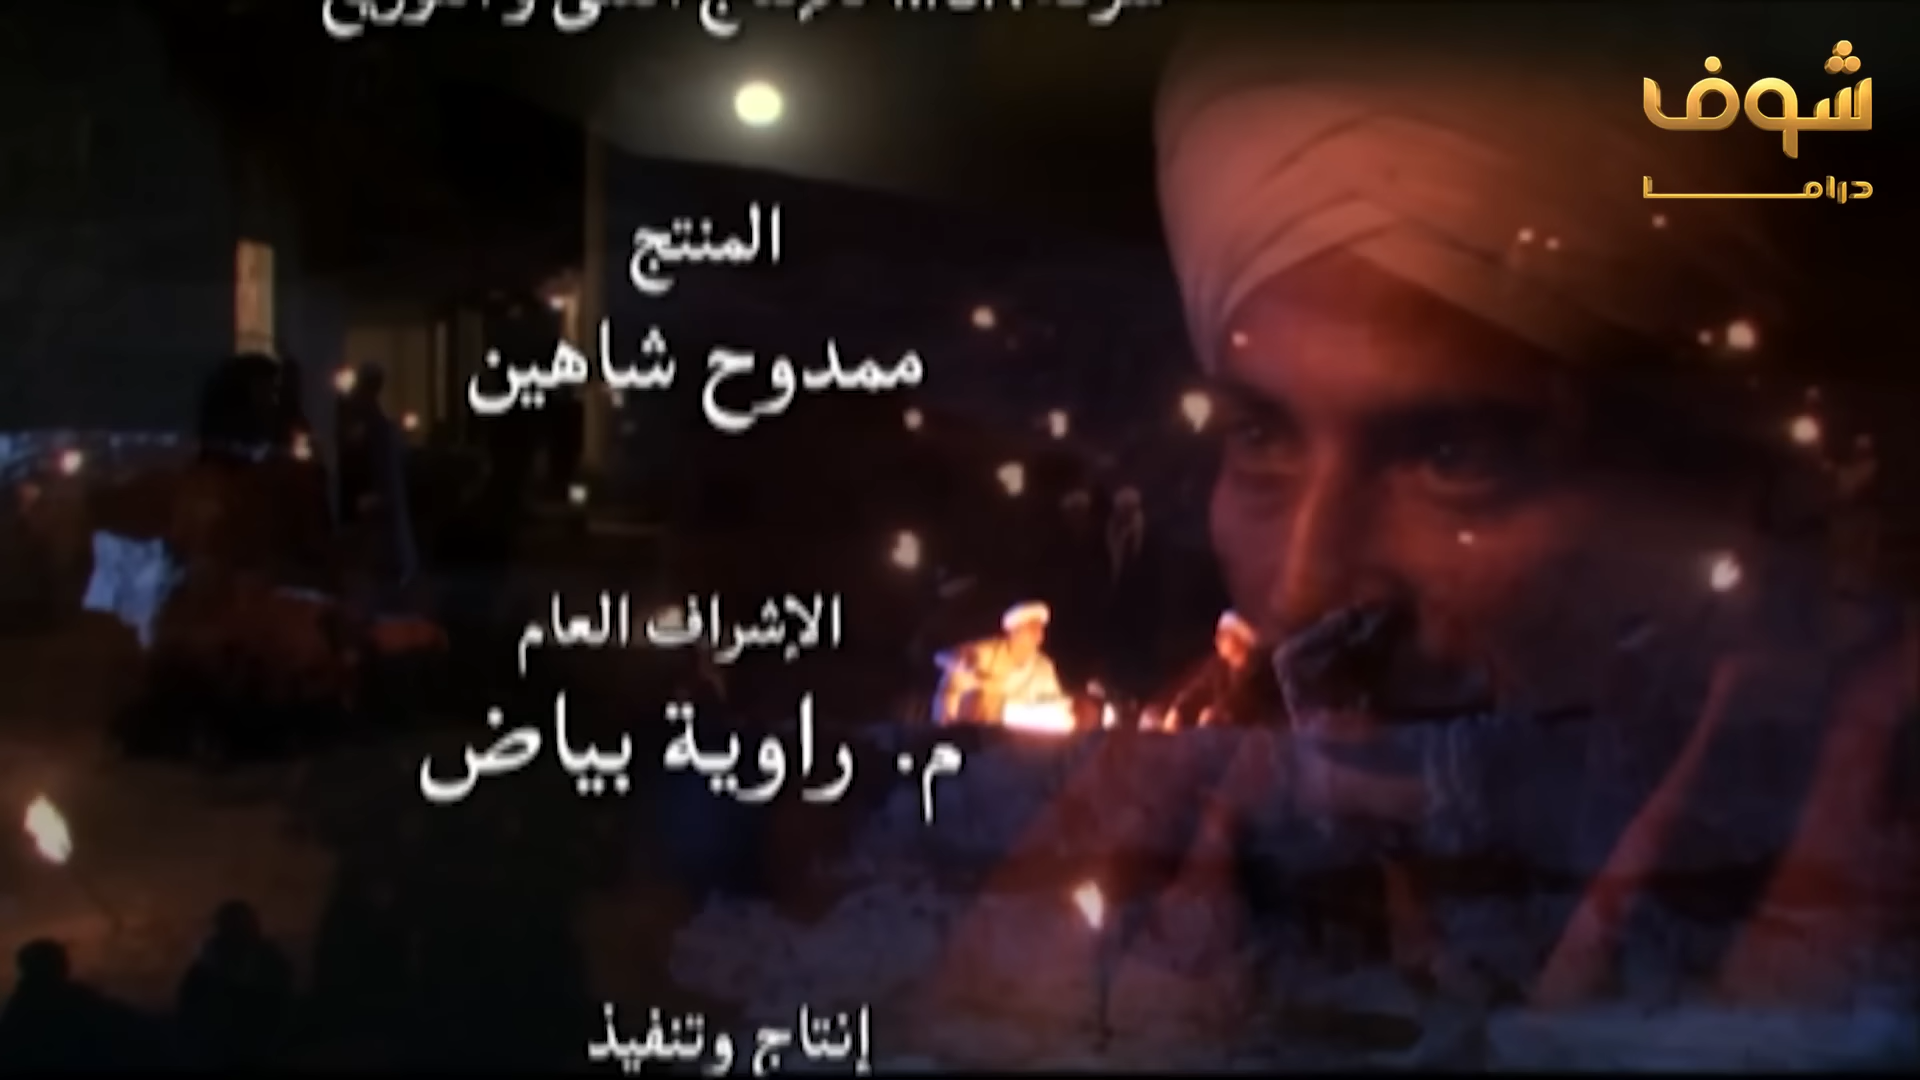 شوف
دراما
المنتج
ممدوح شاهين
الإشراف العام
م. راوية بياض
إنتاج وتنفيذ